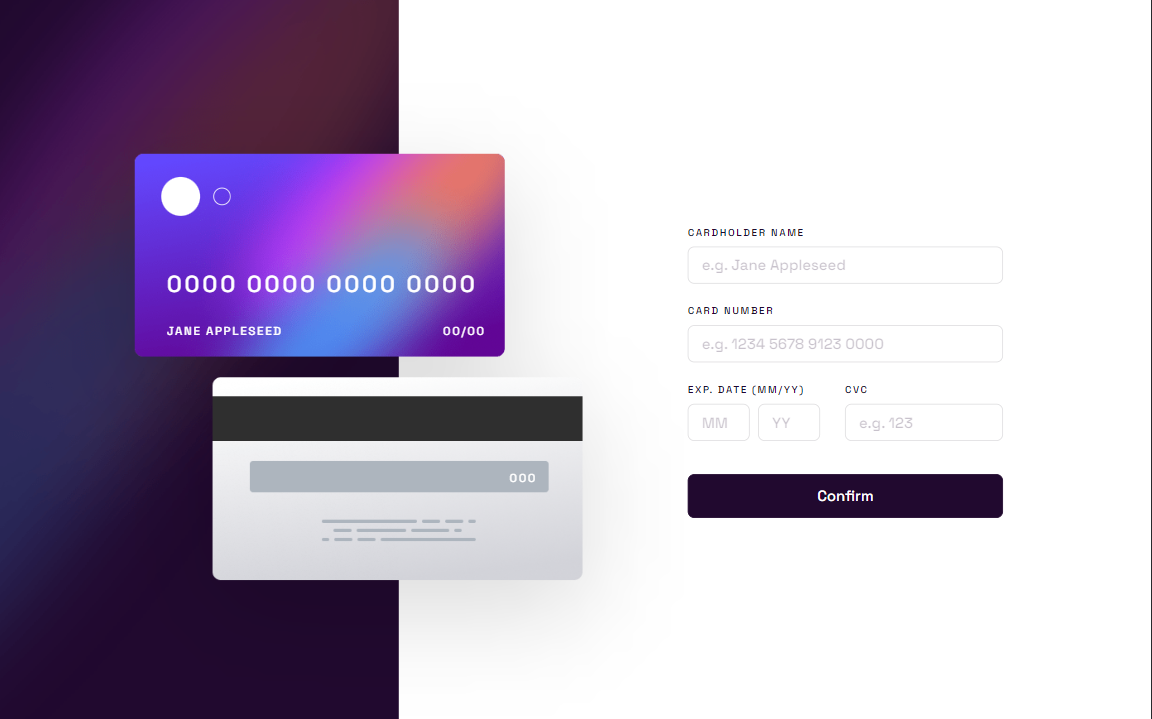 0000 0000 0000 0000
JANE APPLESEED 00/00
000
CARDHOLDER NAME
e.g. Jane Appleseed
CARD NUMBER
e.g. 1234 5678 9123 0000
EXP. DATE (MM/YY) CVC
MM YY e.g. 123
Confirm